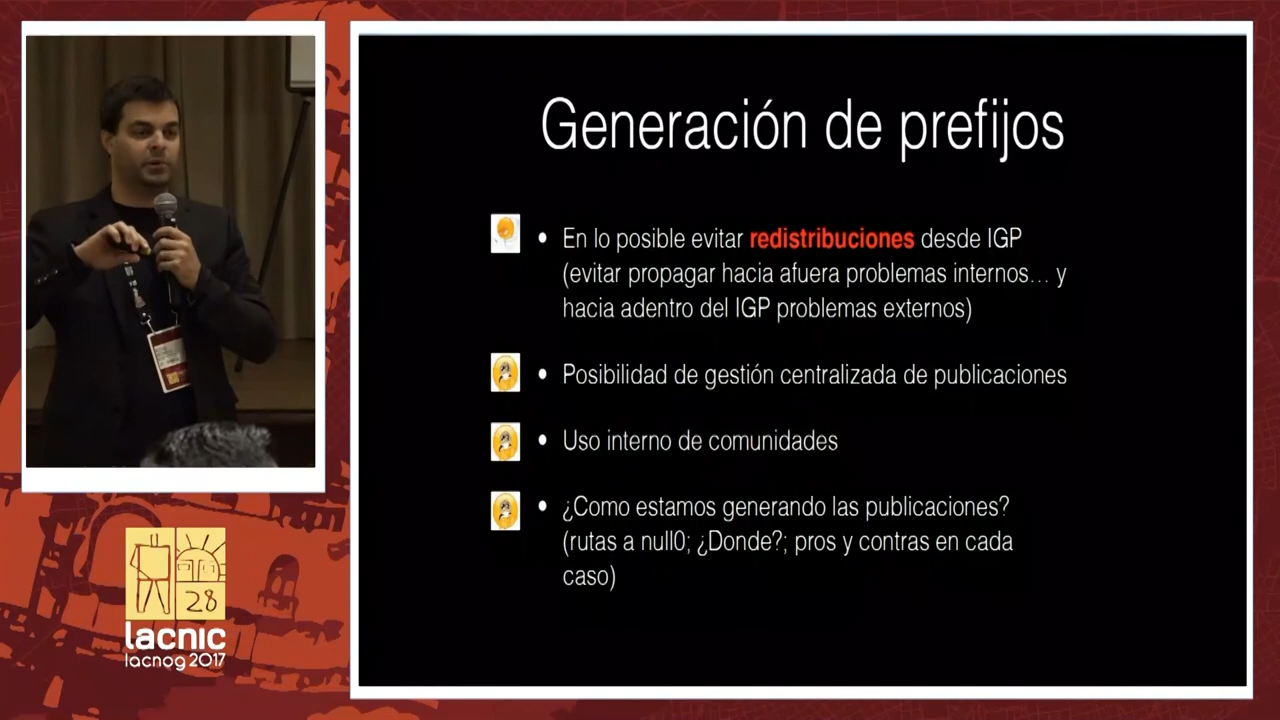 Generación de prefijos
• En lo posible evitar redistribuciones desde IGP
(evitar propagar hacia afuera problemas internos... y
hacia adentro del IGP problemas externos)
• Posibilidad de gestión centralizada de publicaciones
• Uso interno de comunidades
• ¿Como estamos generando las publicaciones?
(rutas a null0; ¿Donde?; pros y contras en cada
caso)
28
lacnic
lacnog 2017